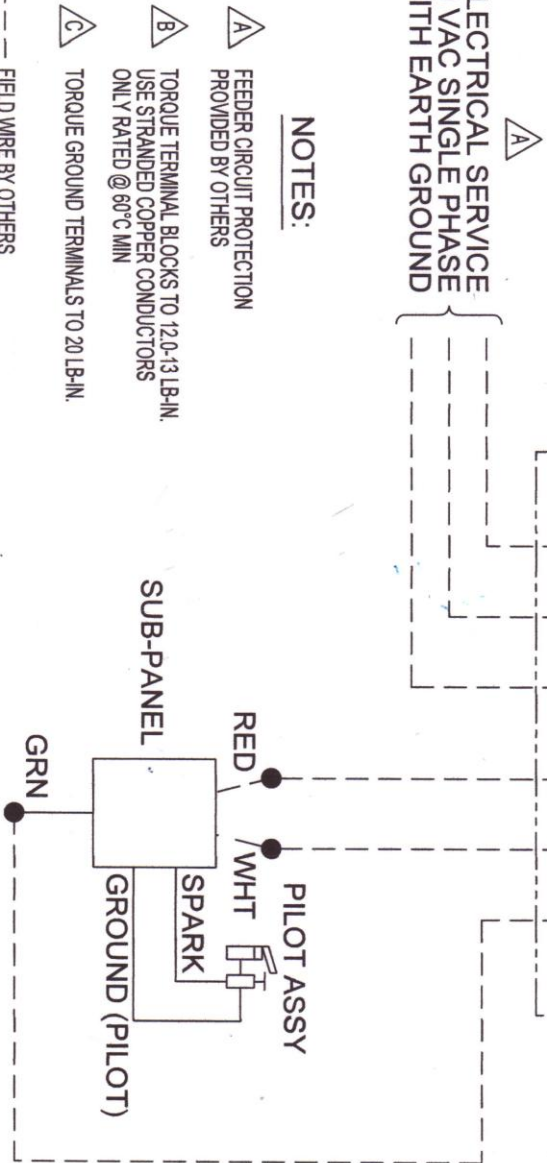 A
LECTRICAL SERVICE
VAC SINGLE PHASE
ITH EARTH GROUND
NOTES:
A
FEEDER CIRCUIT PROTECTION
PROVIDED BY OTHERS
B
TORQUE TERMINAL BLOCKS TO 12.0-13 LB-IN.
USE STRANDED COPPER CONDUCTORS
ONLY RATED @ 60°C MIN
C
TORQUE GROUND TERMINALS TO 20 LB-IN.
FIELD WIRE BY OTHERS
SUB-PANEL
RED
WHT
PILOT ASSY
SPARK
GROUND (PILOT)
GRN